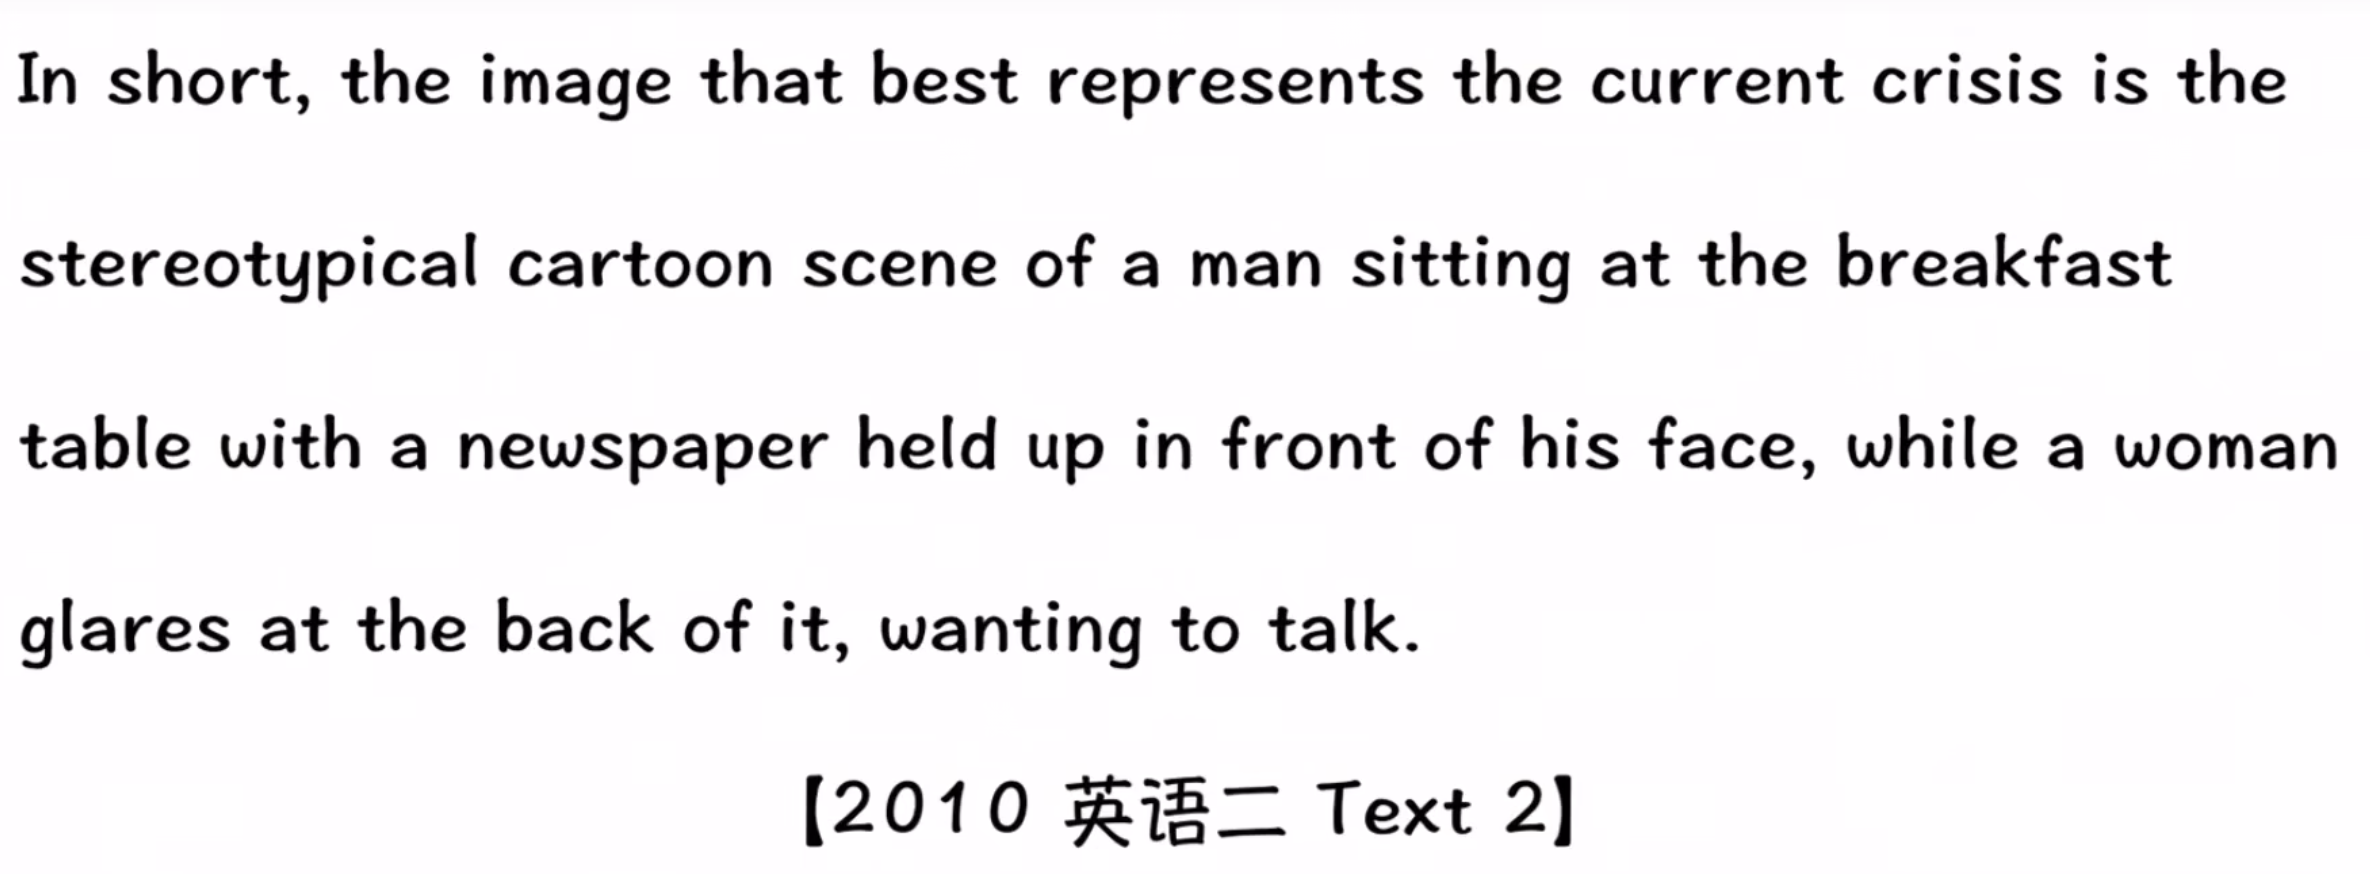 In short, the image that best represents the current crisis is the
stereotypical cartoon scene of a man sitting at the breakfast
table with a newspaper held up in front of his face, while a woman
glares at the back of it, wanting to talk.
【2010 英语二 Text 2】